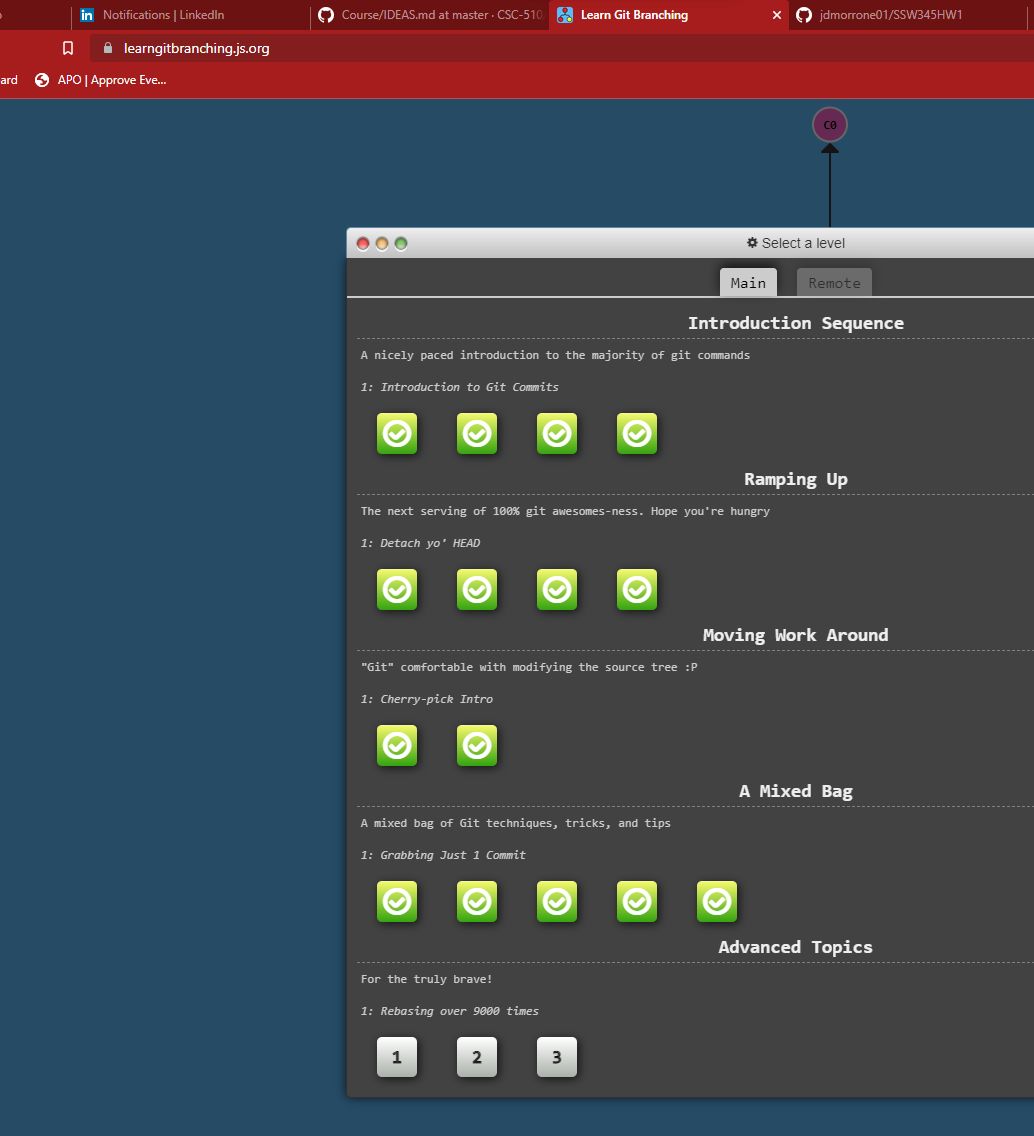 Notifications | LinkedIn
Course/IDEAS.md at master · CSC-510
Learn Git Branching
jdmorrone01/SSW345HW1
learngitbranching.js.org
ard
APO | Approve Eve...
C0
Select a level
Main Remote
Introduction Sequence
A nicely paced introduction to the majority of git commands
1: Introduction to Git Commits
Ramping Up
The next serving of 100% git awesomes-ness. Hope you're hungry
1: Detach yo' HEAD
Moving Work Around
"Git" comfortable with modifying the source tree :P
1: Cherry-pick Intro
A Mixed Bag
A mixed bag of Git techniques, tricks, and tips
1: Grabbing Just 1 Commit
Advanced Topics
For the truly brave!
1: Rebasing over 9000 times
1 2 3